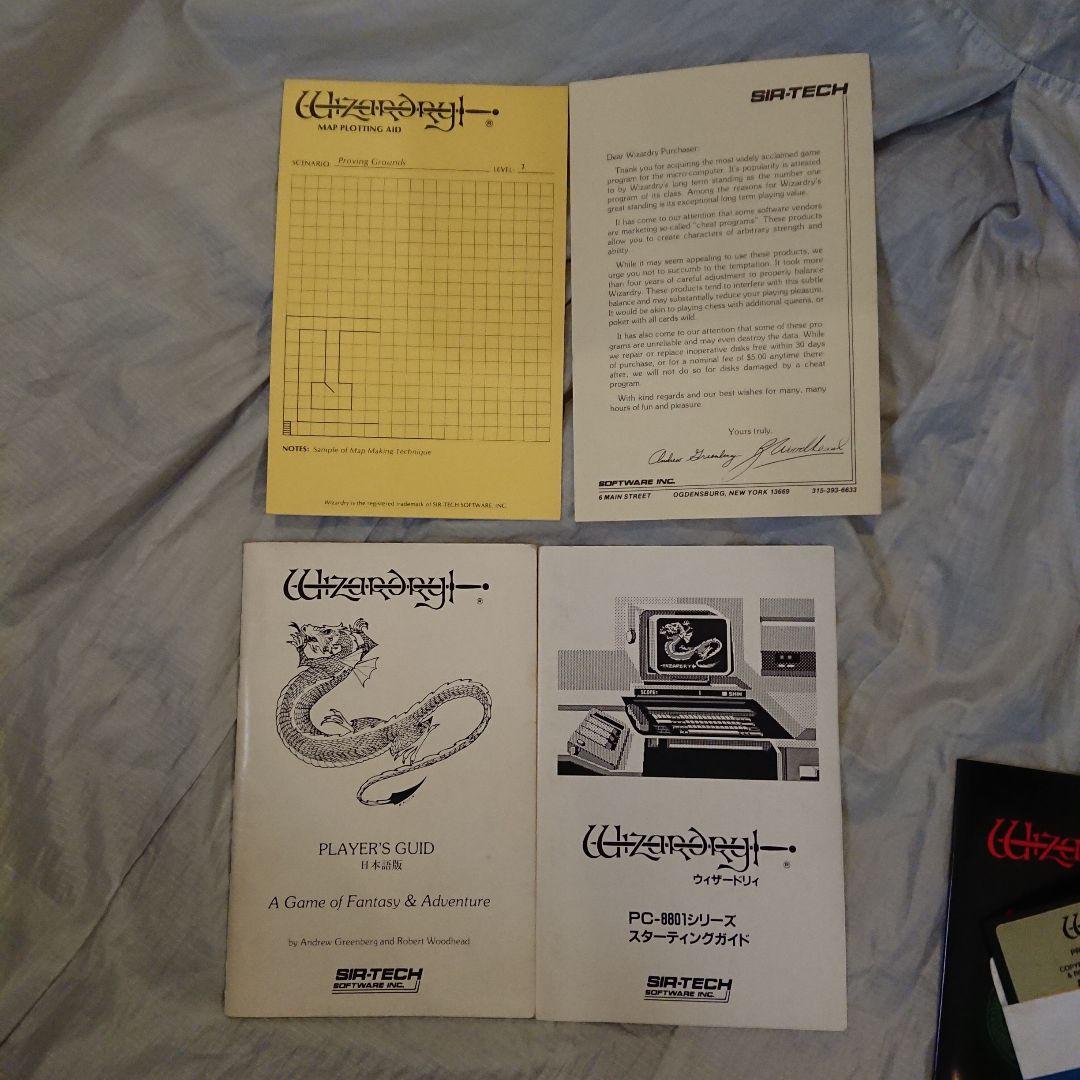 Wizardry
®
MAP PLOTTING AID
SCENARIO Proving Grounds LEVEL: 1
NOTES: Sample of Map Making Technique
Wizardry is the registered trademark of SIR-TECH SOFTWARE, INC.
SIR-TECH
Dear Wizardry Purchaser:
Thank you for acquiring the most widely acclaimed game
program for the micro-computer. It's popularity is attested
to by Wizardry's long term standing as the number one
program of its class. Among the reasons for Wizardry's
great standing is its exceptional long term playing value.
It has come to our attention that some software vendors
are marketing so-called "cheat programs". These products
allow you to create characters of arbitrary strength and
ability.
While it may seem appealing to use these products, we
urge you not to succumb to the temptation. It took more
than four years of careful adjustment to properly balance
Wizardry. These products tend to interfere with this subtle
balance and may substantially reduce your playing pleasure.
It would be akin to playing chess with additional queens, or
poker with all cards wild.
It has also come to our attention that some of these pro
grams are unreliable and may even destroy the data. While
we repair or replace inoperative disks free within 30 days
of purchase, or for a nominal fee of $5.00 anytime there
after, we will not do so for disks damaged by a cheat
program.
With kind regards and our best wishes for many, many
hours of fun and pleasure
Yours truly,
Andrew Greenberg R Woodhead
SOFTWARE INC.
6 MAIN STREET OGDENSBURG, NEW YORK 13669 315-393-6633
Wizardry
®
PLAYER'S GUID
日本語版
A Game of Fantasy & Adventure
by Andrew Greenberg and Robert Woodhead
SIR-TECH
SOFTWARE INC.
WIZARDRY
SCORE: 1 SHIN
Wizardry
®
ウィザードリィ
PC-8801シリーズ
スターティングガイド
SIR-TECH
SOFTWARE INC.
Wiza